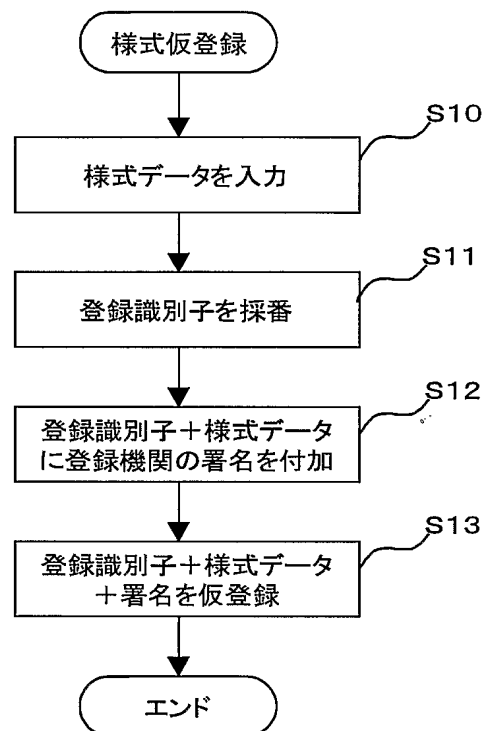 様式仮登録
S10
様式データを入力
S11
登録識別子を採番
S12
登録識別子＋様式データ
に登録機関の署名を付加
S13
登録識別子＋様式データ
＋署名を仮登録
エンド